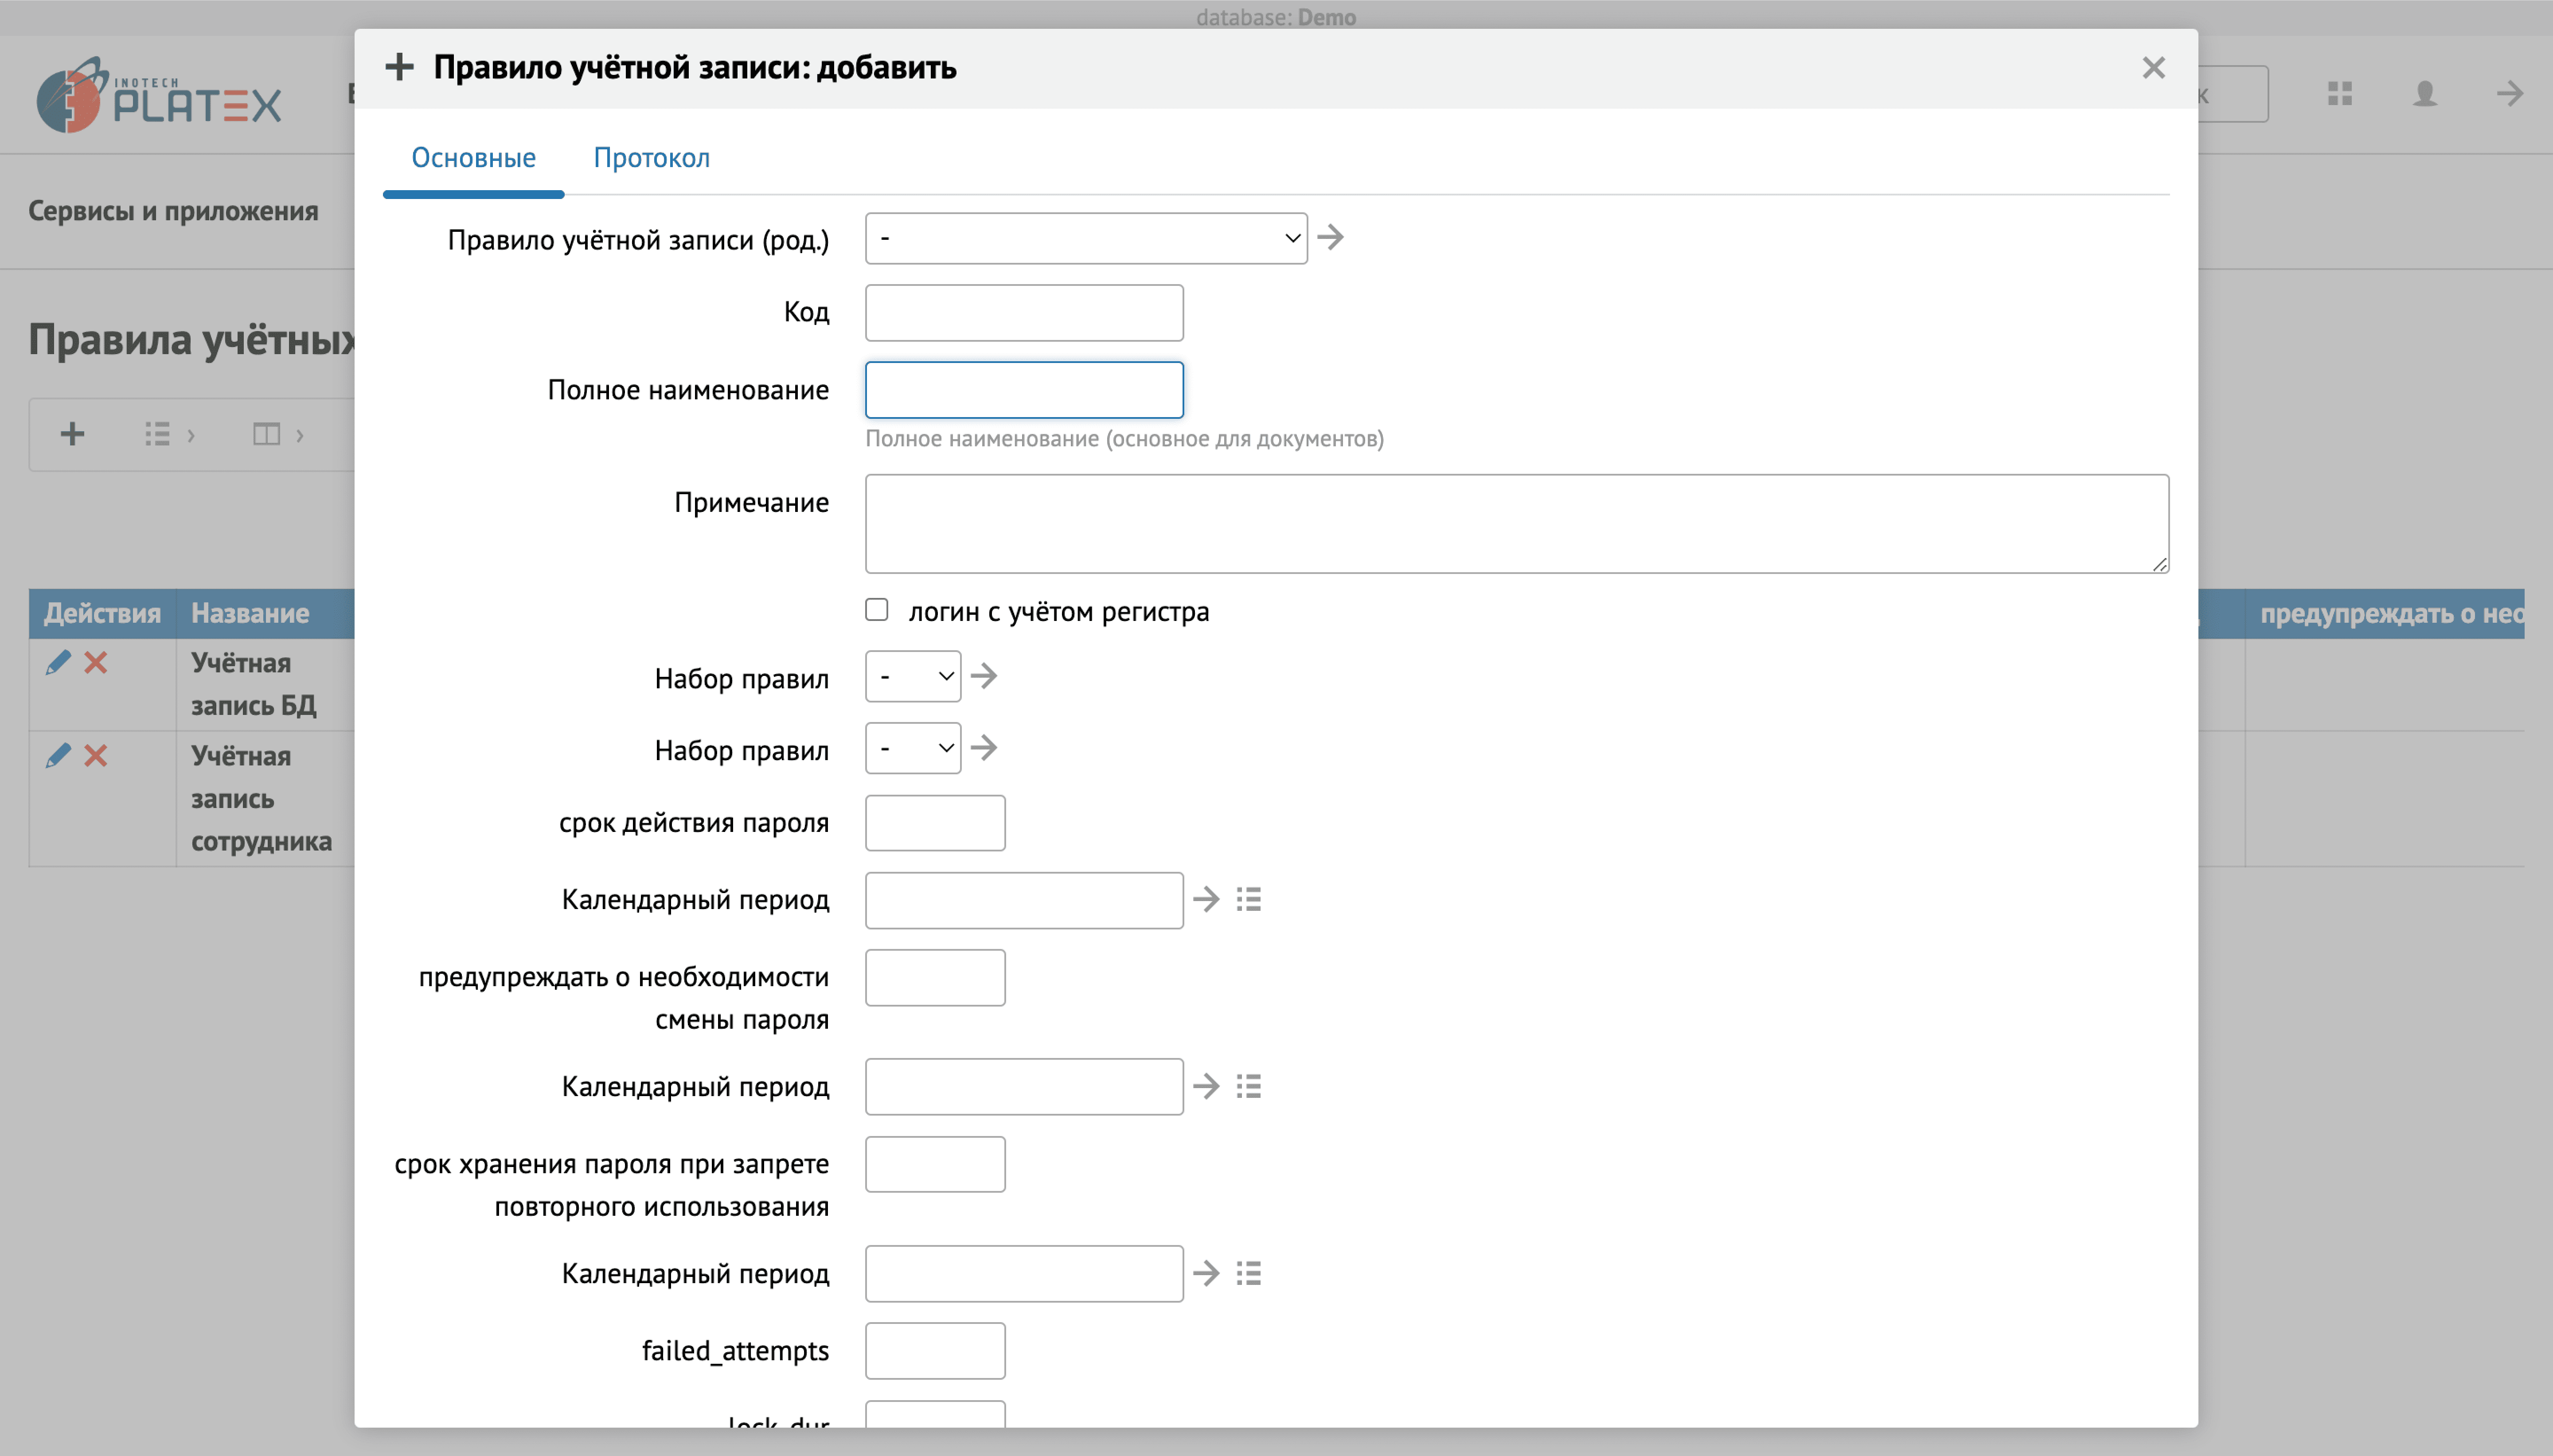 database: Demo
Правило учётной записи: добавить
INOTECH
PLATEX
Основные
Протокол
Сервисы и приложения
Правило учётной записи (род.)
-
Код
Правила учётных
Полное наименование
Полное наименование (основное для документов)
Примечание
логин с учётом регистра
Действия
Название
предупреждать о нео
Учётная
запись БД
Набор правил
-
Набор правил
-
Учётная
запись
сотрудника
срок действия пароля
Календарный период
предупреждать о необходимости
смены пароля
Календарный период
срок хранения пароля при запрете
повторного использования
Календарный период
failed_attempts
lock_dur